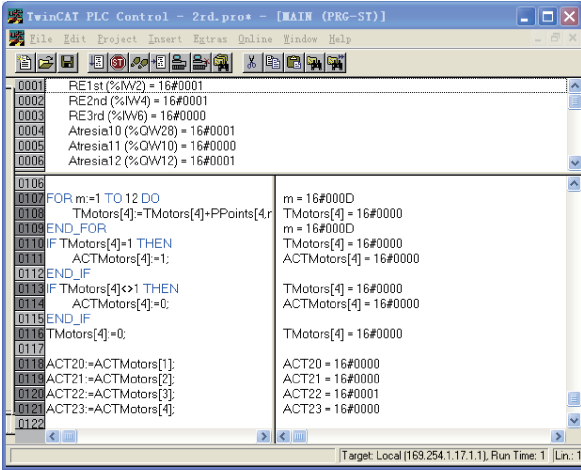 TwinCAT PLC Control - 2rd.pro* - [MAIN (PRG-ST)]
File Edit Project Insert Extras Online Window Help
0001 RE1st (%IW2) = 16#0001
0002 RE2nd (%IW4) = 16#0001
0003 RE3rd (%IW6) = 16#0000
0004 Atresia10 (%QW28) = 16#0001
0005 Atresia11 (%QW10) = 16#0000
0006 Atresia12 (%QW12) = 16#0001
0106
0107 FOR m:=1 TO 12 DO m = 16#000D
0108 TMotors[4]:=TMotors[4]+PPoints[4,r TMotors[4] = 16#0000
0109 END_FOR m = 16#000D
0110 IF TMotors[4]=1 THEN TMotors[4] = 16#0000
0111 ACTMotors[4]:=1; ACTMotors[4] = 16#0000
0112 END_IF
0113 IF TMotors[4]<>1 THEN TMotors[4] = 16#0000
0114 ACTMotors[4]:=0; ACTMotors[4] = 16#0000
0115 END_IF
0116 TMotors[4]:=0; TMotors[4] = 16#0000
0117
0118 ACT20:=ACTMotors[1]; ACT20 = 16#0000
0119 ACT21:=ACTMotors[2]; ACT21 = 16#0000
0120 ACT22:=ACTMotors[3]; ACT22 = 16#0001
0121 ACT23:=ACTMotors[4]; ACT23 = 16#0000
0122
Target: Local (169.254.1.17.1.1), Run Time: 1 Lin.: 1